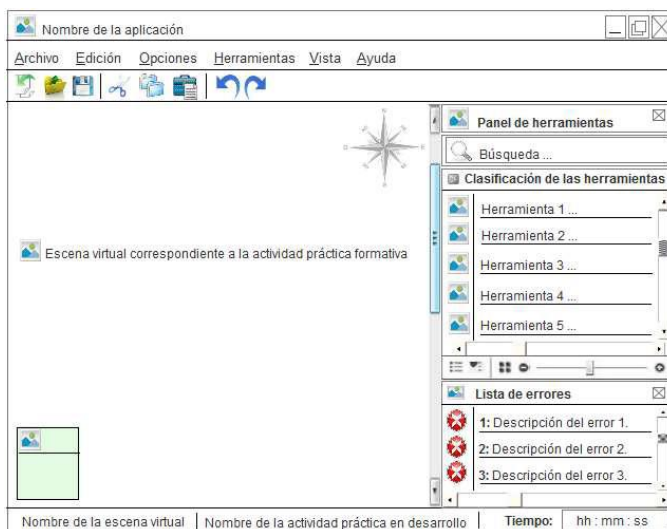 Nombre de la aplicación
Archivo Edición Opciones Herramientas Vista Ayuda
Panel de herramientas
Búsqueda ...
Clasificación de las herramientas
Herramienta 1 ...
Herramienta 2 ...
Herramienta 3 ...
Herramienta 4 ...
Herramienta 5 ...
Escena virtual correspondiente a la actividad práctica formativa
Lista de errores
1: Descripción del error 1.
2: Descripción del error 2.
3: Descripción del error 3.
Nombre de la escena virtual Nombre de la actividad práctica en desarrollo Tiempo: hh : mm : ss